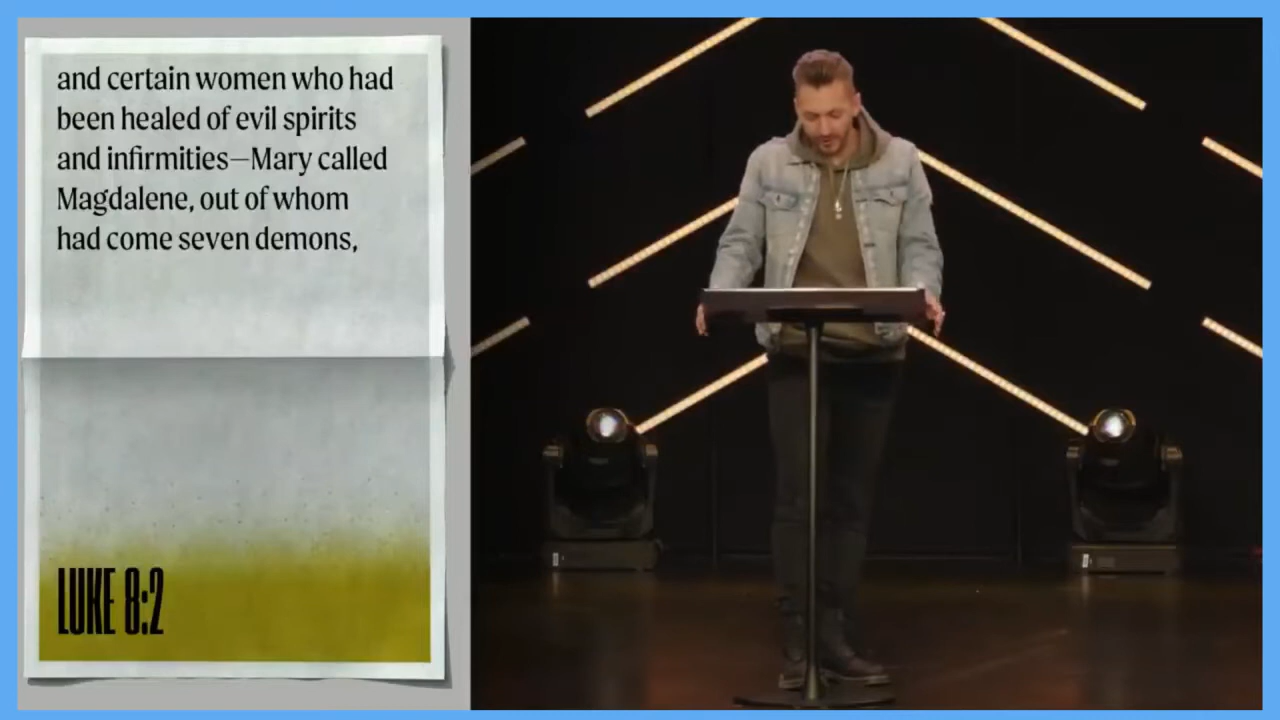 and certain women who had
been healed of evil spirits
and infirmities—Mary called
Magdalene, out of whom
had come seven demons,
LUKE 8:2